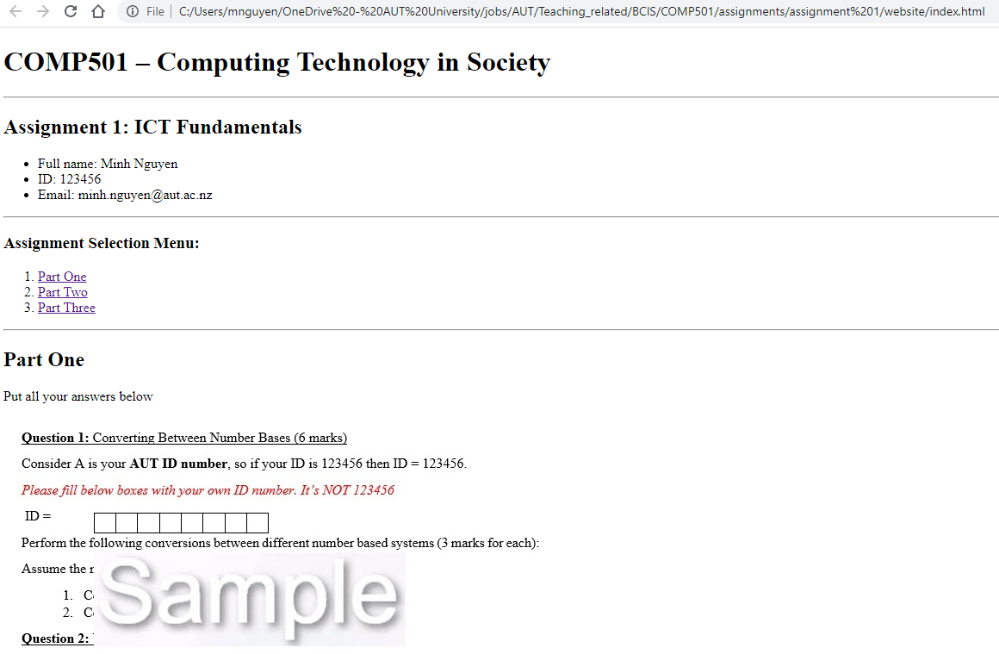 File | C:/Users/mnguyen/OneDrive%20-%20AUT%20University/jobs/AUT/Teaching_related/BCIS/COMP501/assignments/assignment%201/website/index.html
COMP501 – Computing Technology in Society
Assignment 1: ICT Fundamentals
• Full name: Minh Nguyen
• ID: 123456
• Email: minh.nguyen@aut.ac.nz
Assignment Selection Menu:
1. Part One
2. Part Two
3. Part Three
Part One
Put all your answers below
Question 1: Converting Between Number Bases (6 marks)
Consider A is your AUT ID number, so if your ID is 123456 then ID = 123456.
Please fill below boxes with your own ID number. It's NOT 123456
ID =
Perform the following conversions between different number based systems (3 marks for each):
Assume the
Sample
1.
2.
Question 2: